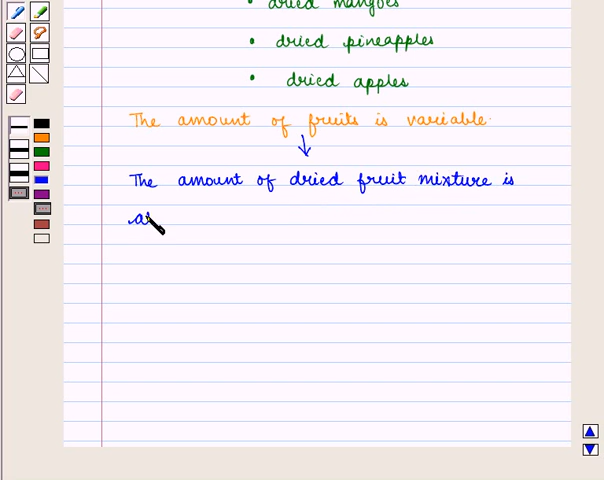 • dried mangoes
• dried pineapples
• dried apples
The amount of fruits is variable.
The amount of dried fruit mixture is